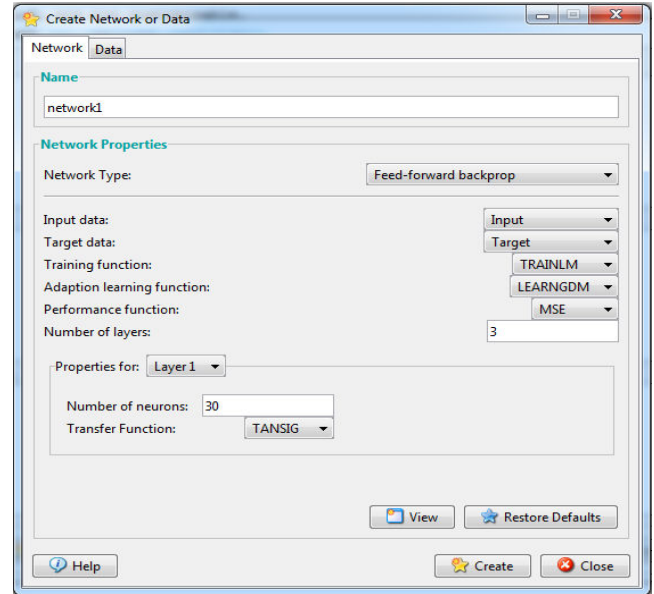 Create Network or Data
Network Data
Name
network1
Network Properties
Network Type: Feed-forward backprop
Input data: Input
Target data: Target
Training function: TRAINLM
Adaption learning function: LEARNGDM
Performance function: MSE
Number of layers: 3
Properties for: Layer 1
Number of neurons: 30
Transfer Function: TANSIG
View Restore Defaults
Help Create Close